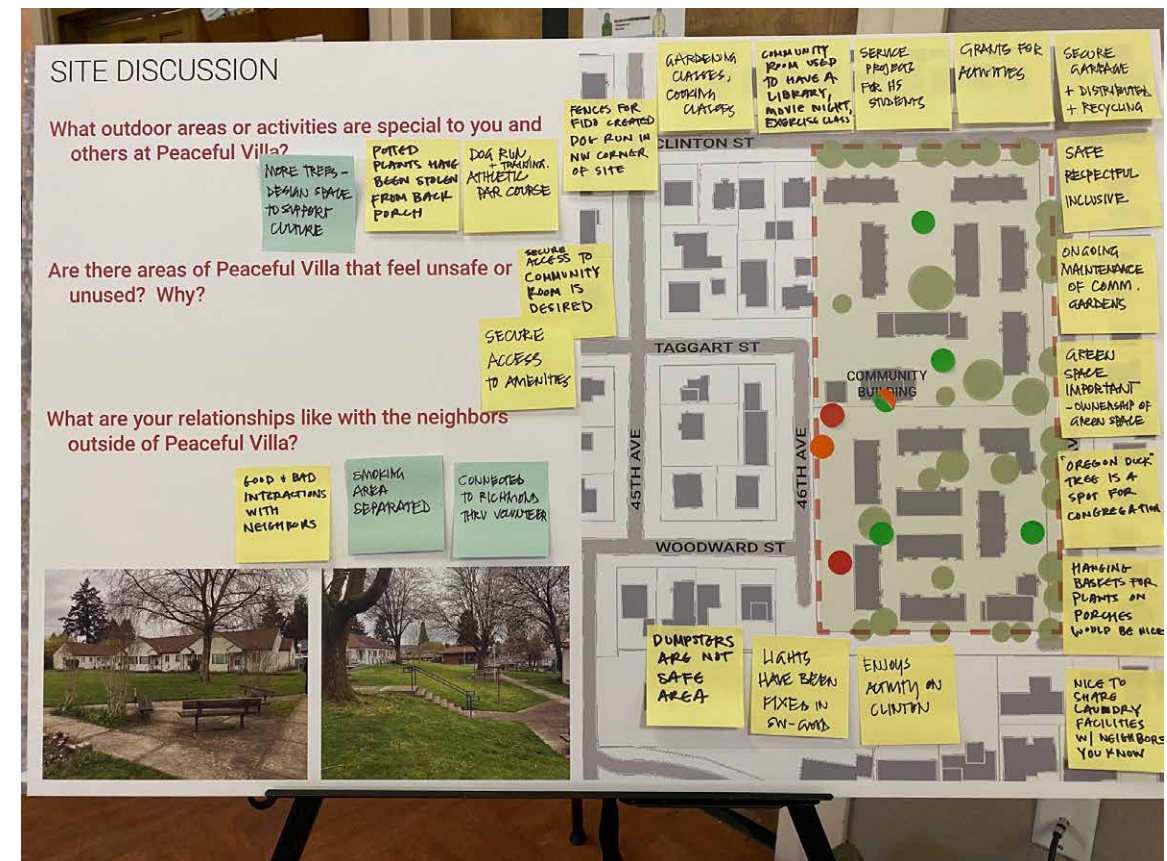 SITE DISCUSSION
What outdoor areas or activities are special to you and
others at Peaceful Villa?
MORE TREES -
DESIGN SPACE
TO SUPPORT
CULTURE
POTTED
PLANTS HAVE
BEEN STOLEN
FROM BACK
PORCH
DOG RUN
+ TRAINING.
ATHLETIC
PAR COURSE
FENCES FOR
FIDO CREATED
DOG RUN IN
NW CORNER
OF SITE
GARDENING
CLASSES,
COOKING
CLASSES
COMMUNITY
ROOM USED
TO HAVE A
LIBRARY,
MOVIE NIGHT,
EXERCISE CLASS
SERVICE
PROJECTS
FOR HS
STUDENTS
GRANTS FOR
ACTIVITIES
SECURE
GARBAGE
+ DISTRIBUTED
+ RECYCLING
Are there areas of Peaceful Villa that feel unsafe or
unused? Why?
SECURE
ACCESS TO
COMMUNITY
ROOM IS
DESIRED
SECURE
ACCESS
TO AMENITIES
What are your relationships like with the neighbors
outside of Peaceful Villa?
GOOD & BAD
INTERACTIONS
WITH
NEIGHBORS
SMOKING
AREA
SEPARATED
CONNECTED
TO RICHMOND
THRU VOLUNTEER
CLINTON ST
TAGGART ST
COMMUNITY
BUILDING
45TH AVE
46TH AVE
WOODWARD ST
SAFE
RESPECTFUL
INCLUSIVE
ONGOING
MAINTENANCE
OF COMM.
GARDENS
GREEN
SPACE
IMPORTANT
- OWNERSHIP OF
GREEN SPACE
"OREGON DUCK"
TREE IS A
SPOT FOR
CONGREGATION
HANGING
BASKETS FOR
PLANTS ON
PORCHES
WOULD BE NICE
NICE TO
SHARE
LAUNDRY
FACILITIES
W/ NEIGHBORS
YOU KNOW
DUMPSTERS
ARE NOT
SAFE
AREA
LIGHTS
HAVE BEEN
FIXED IN
SW-GOOD
ENJOYS
ACTIVITY ON
CLINTON